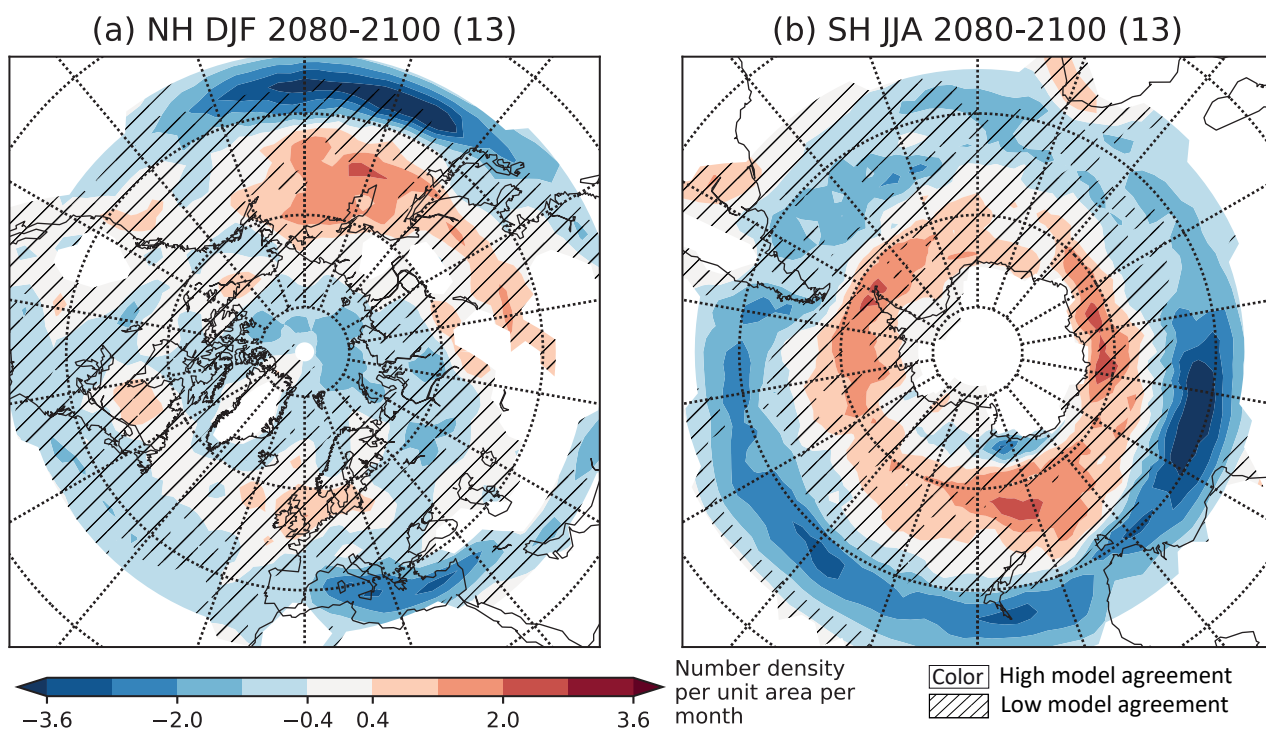 (a) NH DJF 2080-2100 (13)
(b) SH JJA 2080-2100 (13)
−3.6 −2.0 −0.4 0.4 2.0 3.6
Number density
per unit area per
month
Color High model agreement
Low model agreement